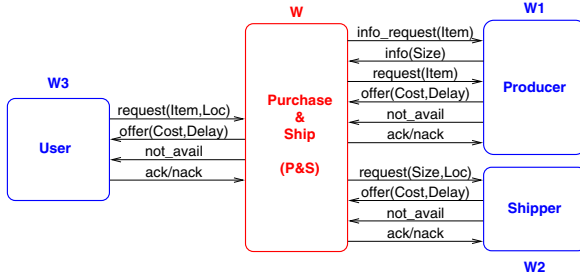 W
W1
W3
W2
User
request(Item,Loc)
offer(Cost,Delay)
not_avail
ack/nack
Purchase
&
Ship
(P&S)
info_request(Item)
info(Size)
request(Item)
offer(Cost,Delay)
not_avail
ack/nack
Producer
request(Size,Loc)
offer(Cost,Delay)
not_avail
ack/nack
Shipper